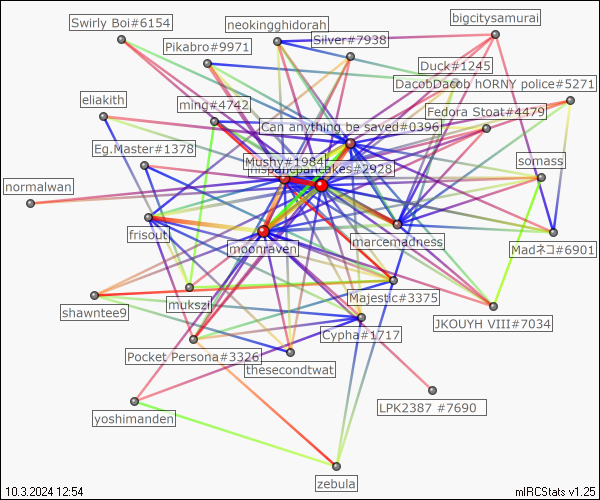 Swirly Boi#6154
neokingghidorah
bigcitysamurai
Silver#7938
Pikabro#9971
Duck#1245
DacobDacob hORNY police#5271
eliakith
ming#4742
Fedora Stoat#4479
Can anything be saved#0396
Eg.Master#1378
Mushy#1984
hispanicpancakes#2928
somass
normalwan
frisout
moonraven
marcemadness
Madネコ#6901
shawntee9
mukszi
Majestic#3375
JKOUYH VIII#7034
Cypha#1717
Pocket Persona#3326
thesecondtwat
yoshimanden
LPK2387 #7690
zebula
10.3.2024 12:54
mIRCStats v1.25